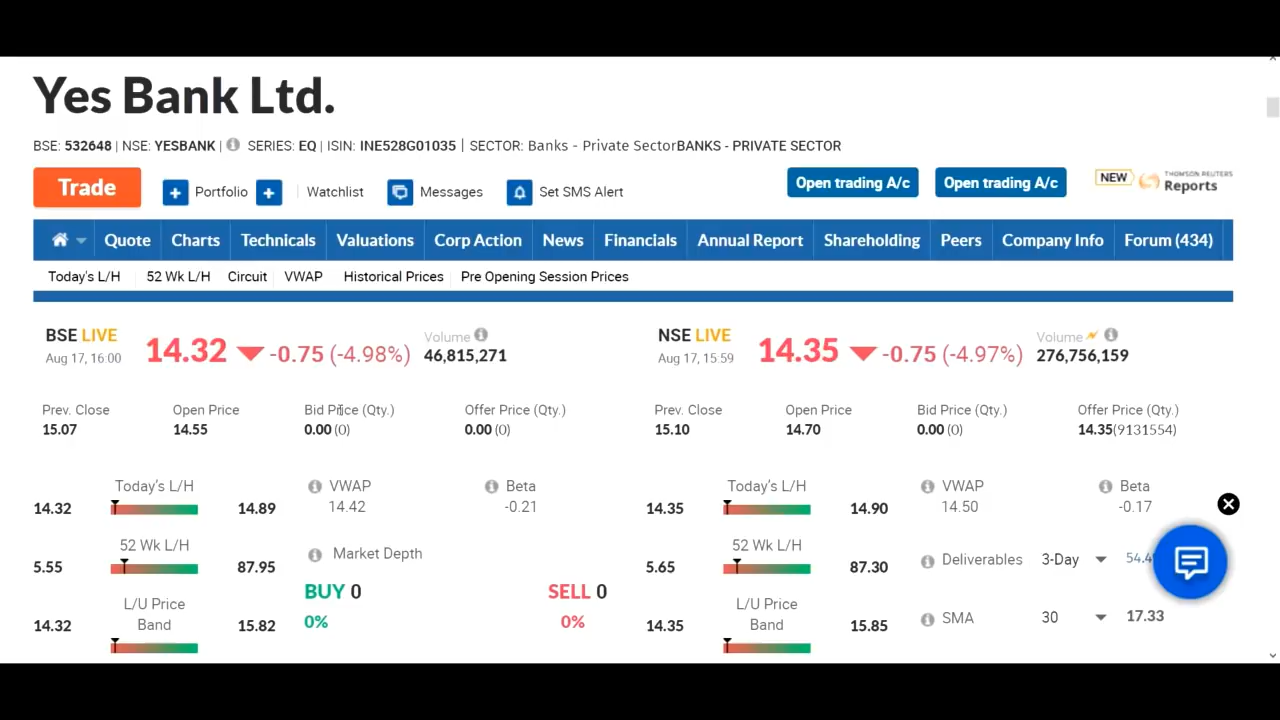 Yes Bank Ltd.
BSE: 532648 | NSE: YESBANK | SERIES: EQ | ISIN: INE528G01035 | SECTOR: Banks - Private SectorBANKS - PRIVATE SECTOR
Trade + Portfolio + Watchlist Messages Set SMS Alert Open trading A/c Open trading A/c NEW THOMSON REUTERS
Reports
Quote Charts Technicals Valuations Corp Action News Financials Annual Report Shareholding Peers Company Info Forum (434)
Today's L/H 52 Wk L/H Circuit VWAP Historical Prices Pre Opening Session Prices
BSE LIVE
Aug 17, 16:00
14.32 -0.75 (-4.98%)
Volume
46,815,271
Prev. Close Open Price Bid Price (Qty.) Offer Price (Qty.)
15.07 14.55 0.00 (0) 0.00 (0)
Today's L/H
14.32 14.89
52 Wk L/H
5.55 87.95
L/U Price
Band
14.32 15.82
VWAP
14.42
Beta
-0.21
Market Depth
BUY 0 SELL 0
0% 0%
NSE LIVE
Aug 17, 15:59
14.35 -0.75 (-4.97%)
Volume
276,756,159
Prev. Close Open Price Bid Price (Qty.) Offer Price (Qty.)
15.10 14.70 0.00 (0) 14.35(9131554)
Today's L/H
14.35 14.90
52 Wk L/H
5.65 87.30
L/U Price
Band
14.35 15.85
VWAP
14.50
Beta
-0.17
Deliverables 3-Day
SMA 30 17.33